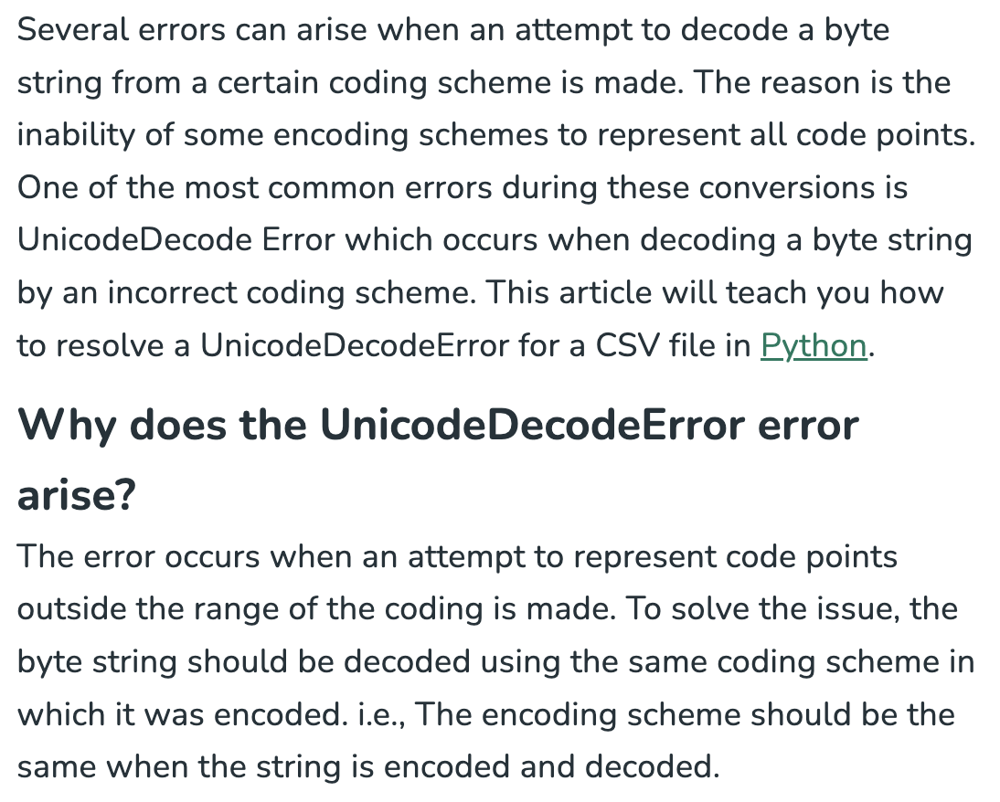 Several errors can arise when an attempt to decode a byte
string from a certain coding scheme is made. The reason is the
inability of some encoding schemes to represent all code points.
One of the most common errors during these conversions is
UnicodeDecode Error which occurs when decoding a byte string
by an incorrect coding scheme. This article will teach you how
to resolve a UnicodeDecodeError for a CSV file in Python.
Why does the UnicodeDecodeError error
arise?
The error occurs when an attempt to represent code points
outside the range of the coding is made. To solve the issue, the
byte string should be decoded using the same coding scheme in
which it was encoded. i.e., The encoding scheme should be the
same when the string is encoded and decoded.